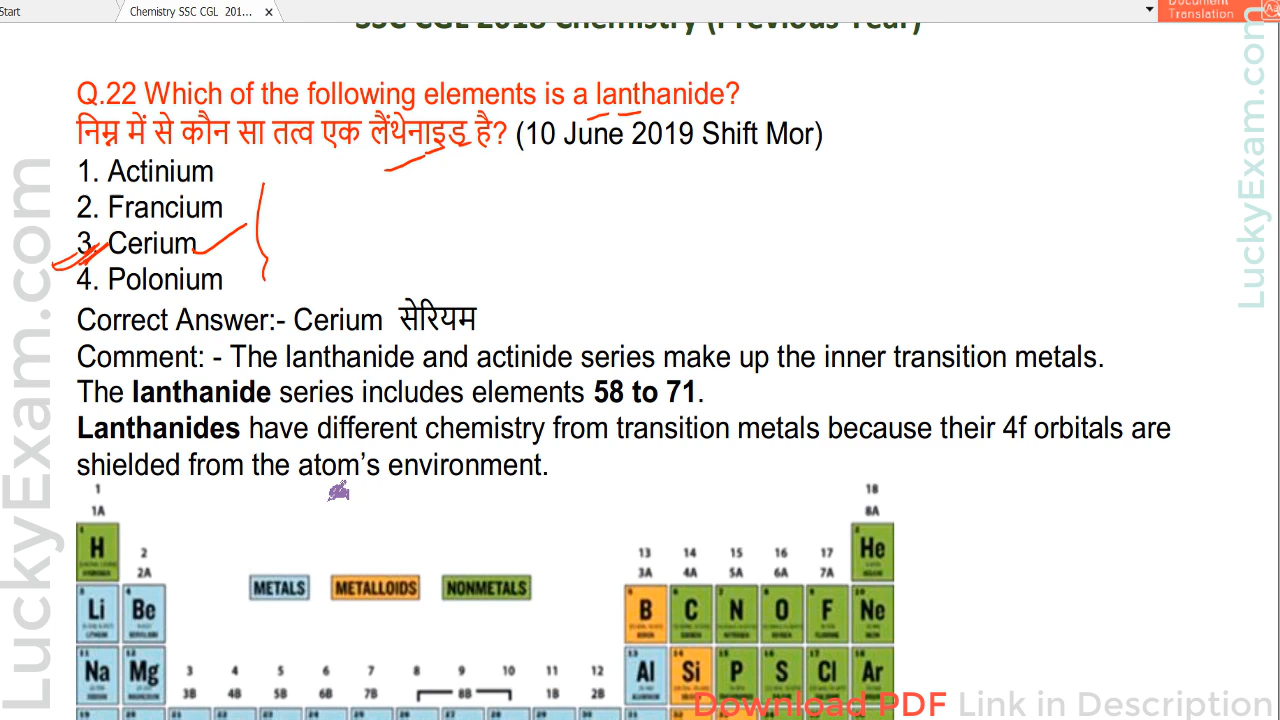 Start
Chemistry SSC CGL 201... ×
Document
Translation
SSC CGL 2018 Chemistry (Previous Year)
Q.22 Which of the following elements is a lanthanide?
निम्न में से कौन सा तत्व एक लैंथेनाइड है? (10 June 2019 Shift Mor)
1. Actinium
2. Francium
3. Cerium
4. Polonium
Correct Answer:- Cerium सेरियम
Comment: - The lanthanide and actinide series make up the inner transition metals.
The lanthanide series includes elements 58 to 71.
Lanthanides have different chemistry from transition metals because their 4f orbitals are
shielded from the atom's environment.
1 18
1A 8A
H He
2 13 14 15 16 17
2A 3A 4A 5A 6A 7A
METALS METALLOIDS NONMETALS
Li Be B C N O F Ne
Na Mg 3 4 5 6 7 8 9 10 11 12 Al Si P S Cl Ar
3B 4B 5B 6B 7B 8B 1B 2B
Download PDF Link in Description
LuckyExam.com
LuckyExam.com